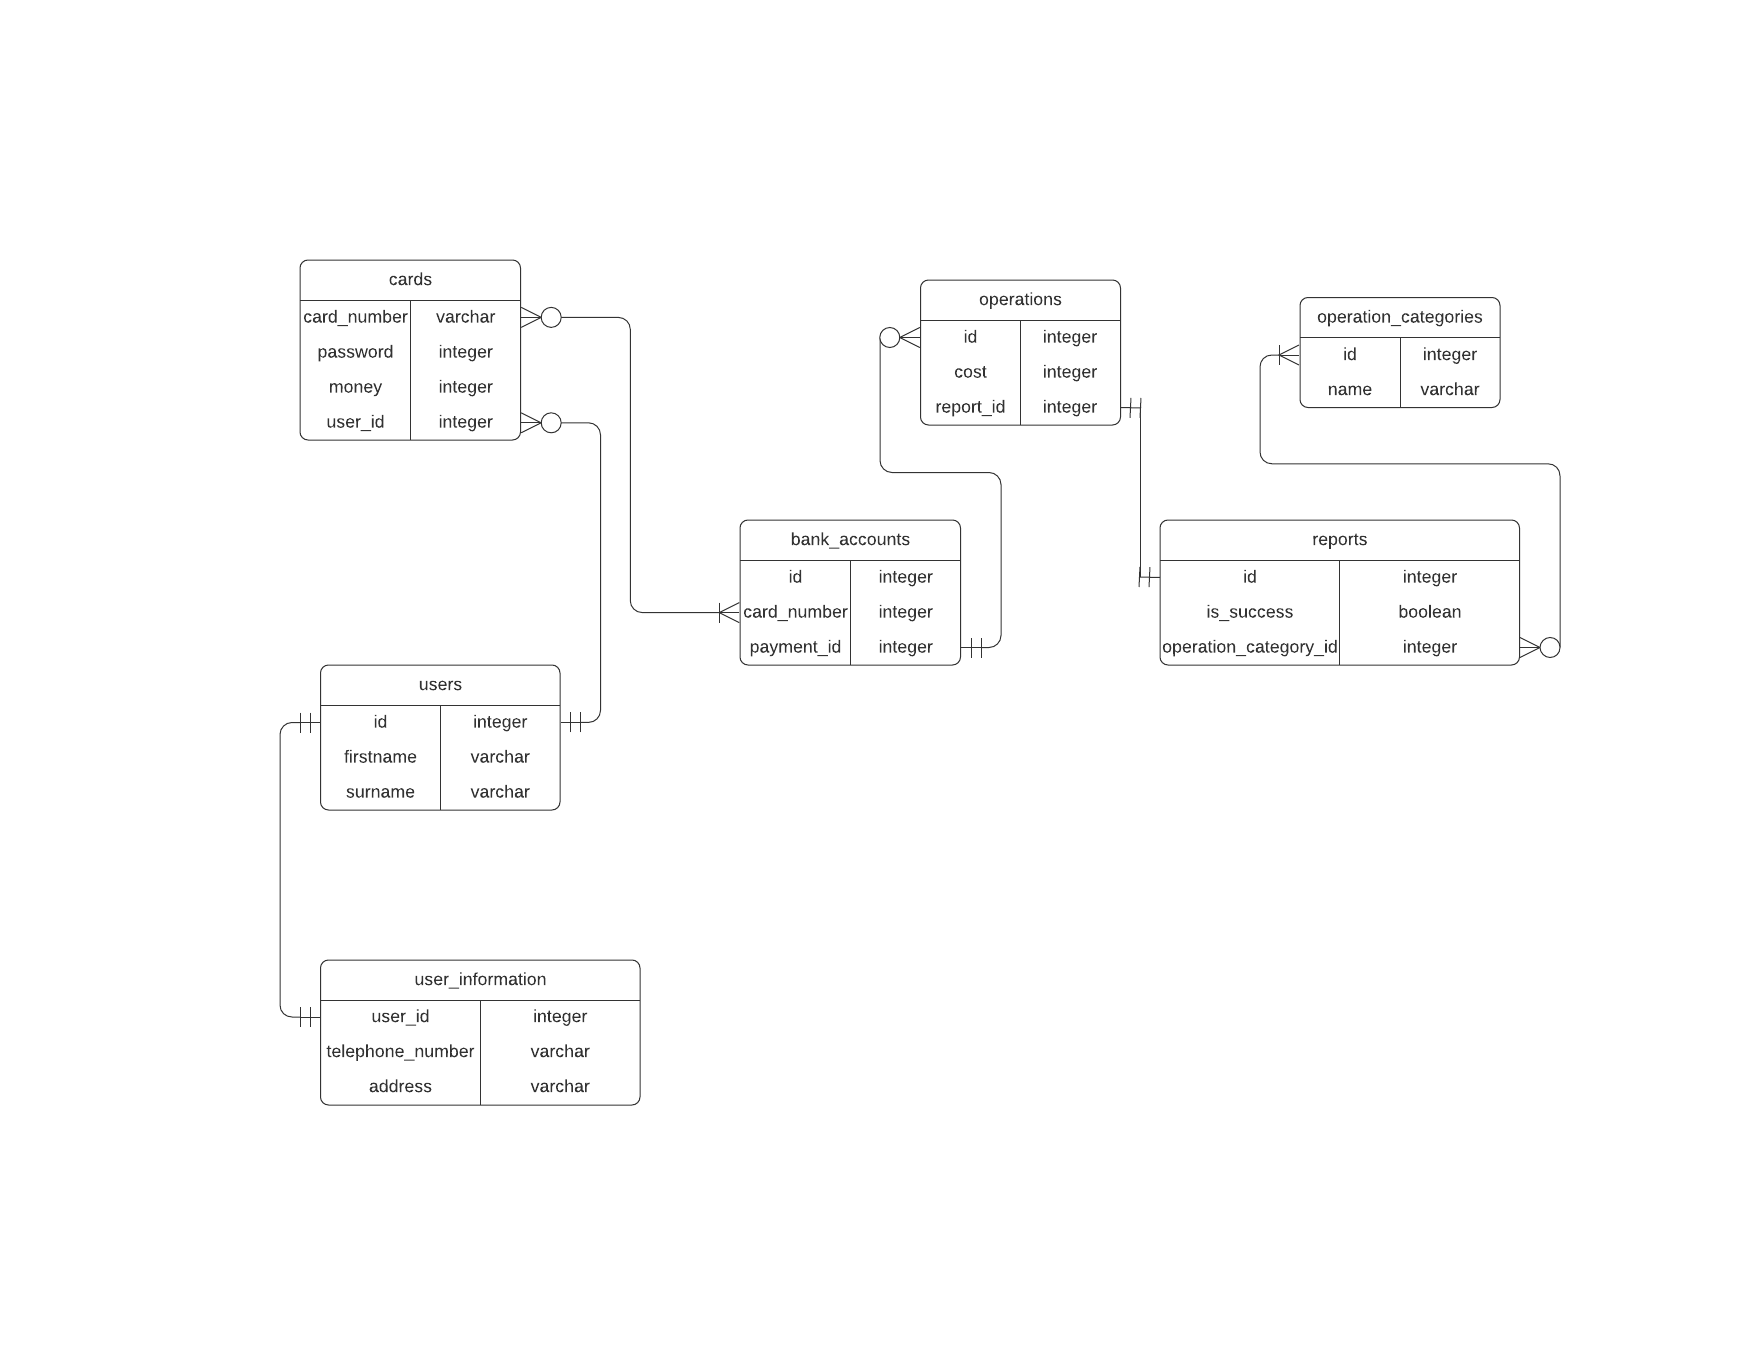 cards
card_number varchar
password integer
money integer
user_id integer
operations
id integer
cost integer
report_id integer
operation_categories
id integer
name varchar
bank_accounts
id integer
card_number integer
payment_id integer
reports
id integer
is_success boolean
operation_category_id integer
users
id integer
firstname varchar
surname varchar
user_information
user_id integer
telephone_number varchar
address varchar